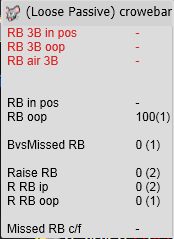 (Loose Passive) crowebar
RB 3B in pos -
RB 3B oop -
RB air 3B -
RB in pos -
RB oop 100(1)
BvsMissed RB 0 (1)
Raise RB 0 (2)
R RB ip 0 (2)
R RB oop 0 (1)
Missed RB c/f -